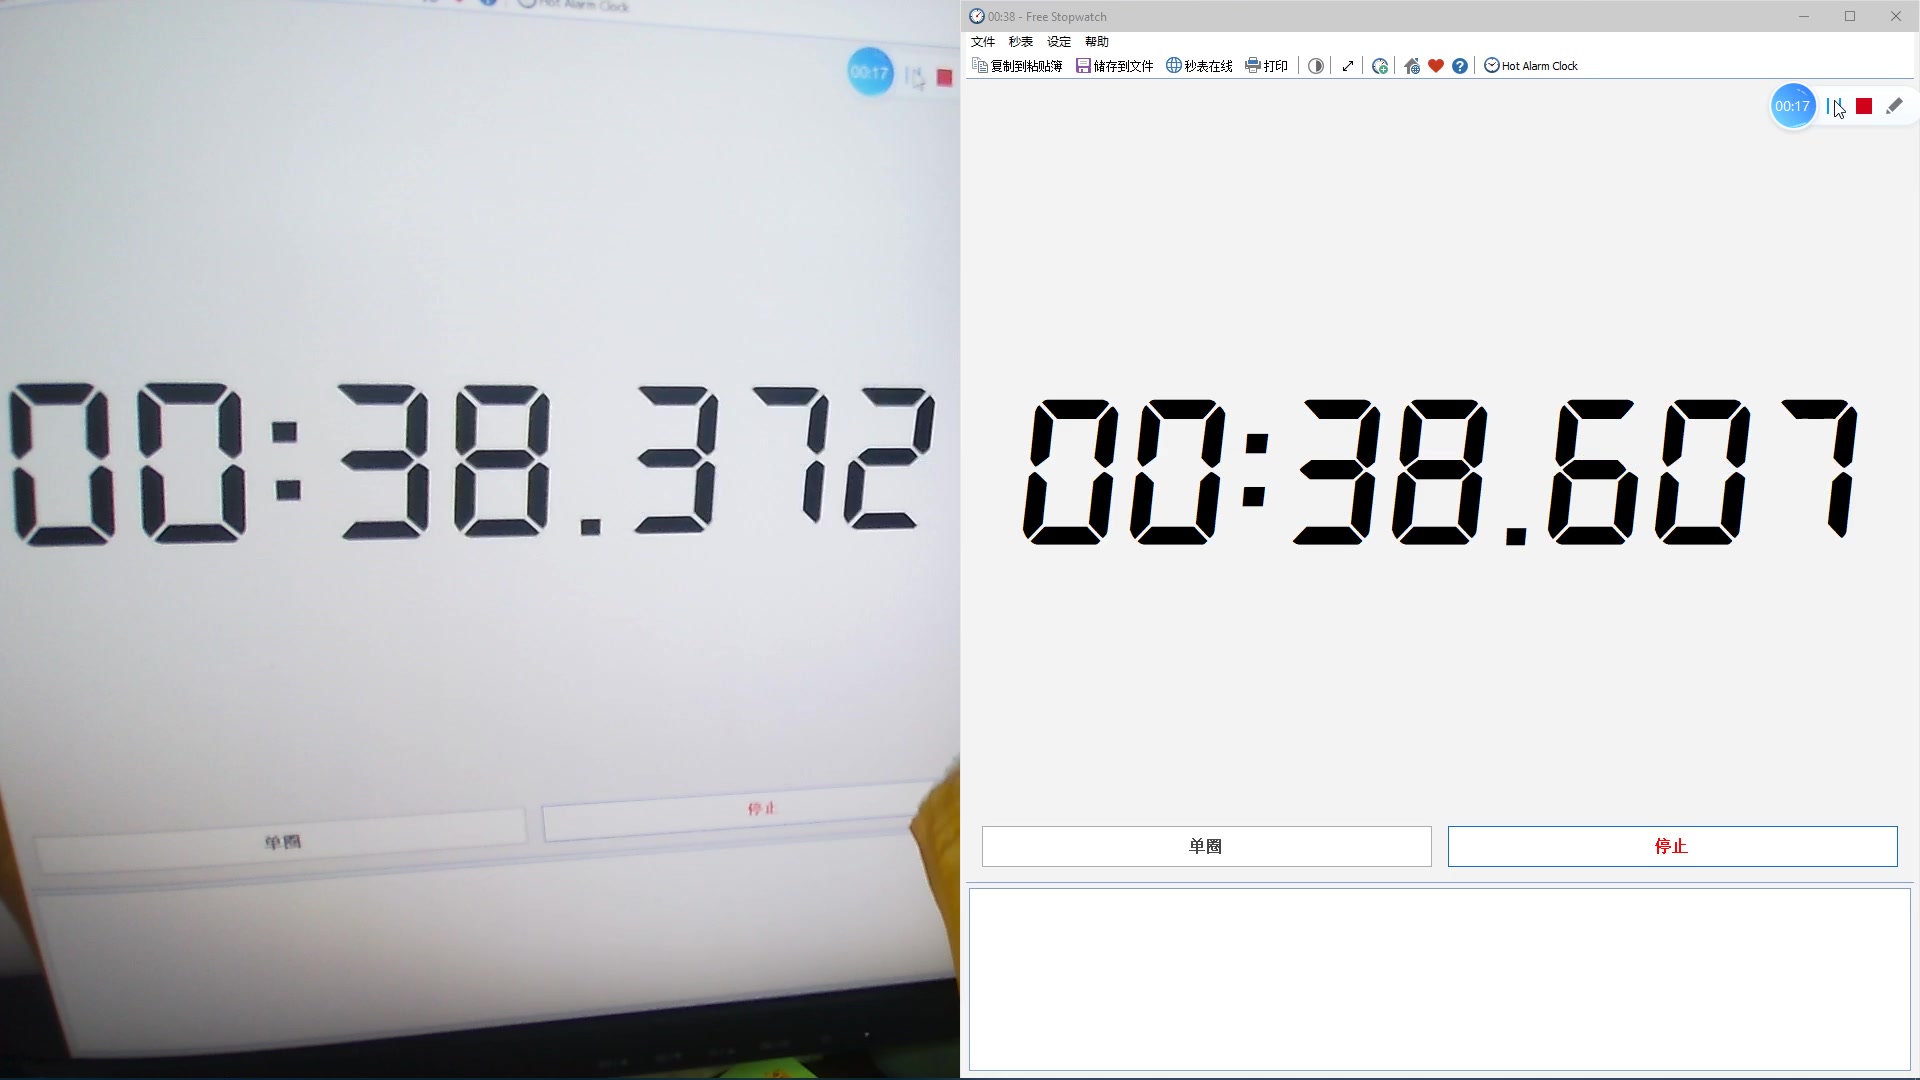 Hot Alarm Clock
00:17
00:38.372
单圈
停止
00:38 - Free Stopwatch
文件 秒表 设定 帮助
复制到粘贴簿 储存到文件 秒表在线 打印 Hot Alarm Clock
00:17
00:38.607
单圈 停止